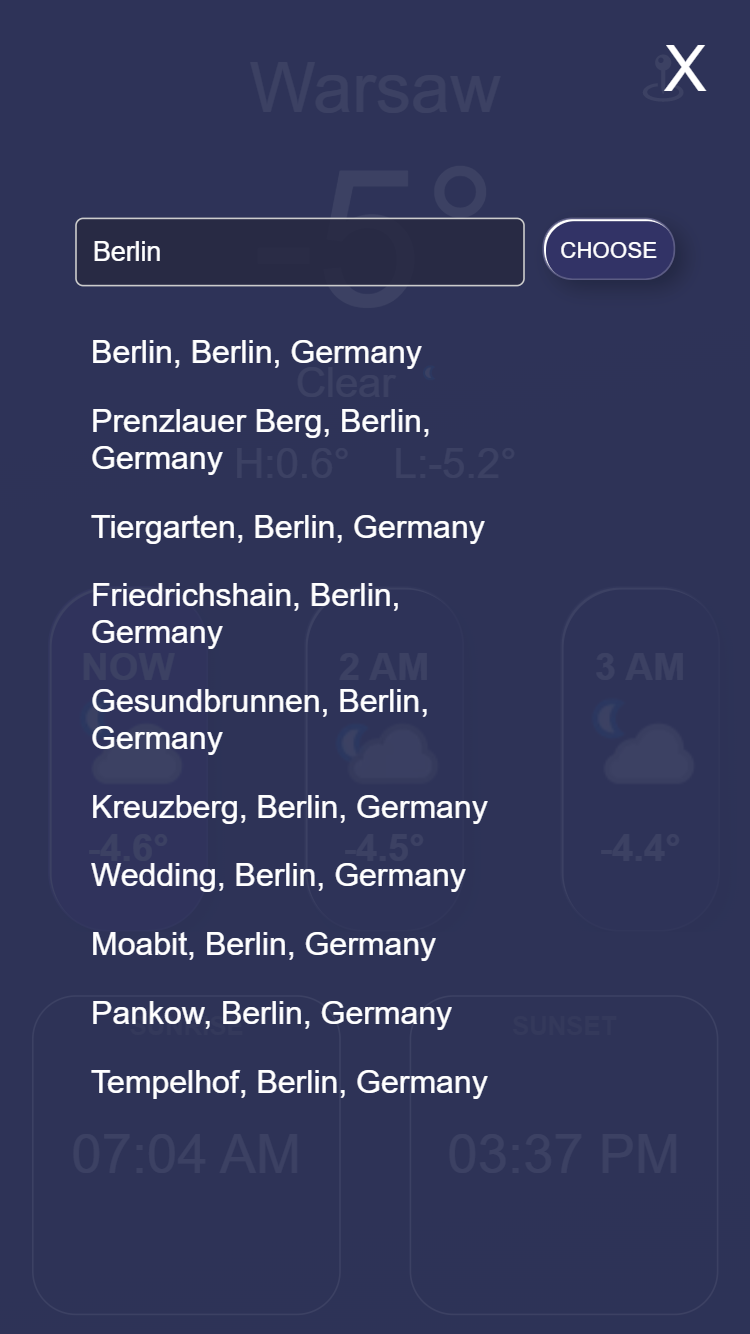 Warsaw
X
-5°
Berlin
CHOOSE
Berlin, Berlin, Germany
Clear
Prenzlauer Berg, Berlin,
Germany
H:0.6° L:-5.2°
Tiergarten, Berlin, Germany
Friedrichshain, Berlin,
Germany
NOW
2 AM
3 AM
Gesundbrunnen, Berlin,
Germany
Kreuzberg, Berlin, Germany
-4.6°
-4.5°
-4.4°
Wedding, Berlin, Germany
Moabit, Berlin, Germany
Pankow, Berlin, Germany
SUNSET
Tempelhof, Berlin, Germany
07:04 AM
03:37 PM